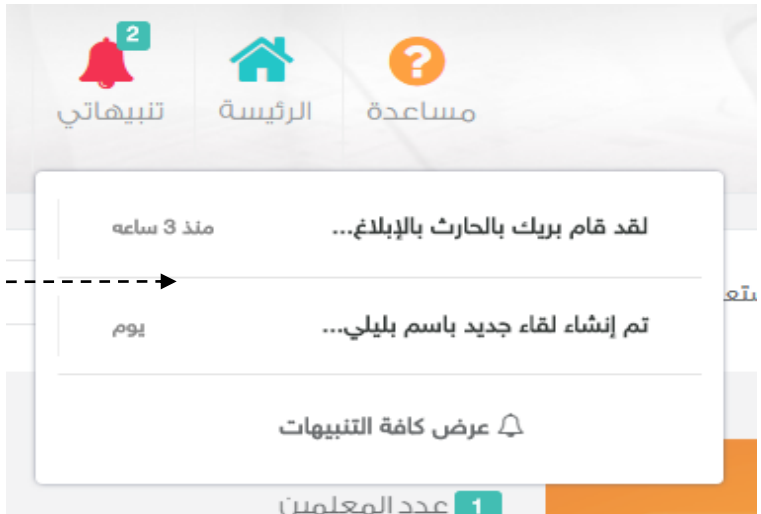 2
مساعدة
الرئيسة
تنبيهاتي
لقد قام بريك بالحارث بالإبلاغ...
منذ 3 ساعه
تم إنشاء لقاء جديد باسم بليلي...
يوم
عرض كافة التنبيهات
1 عدد المعلمين